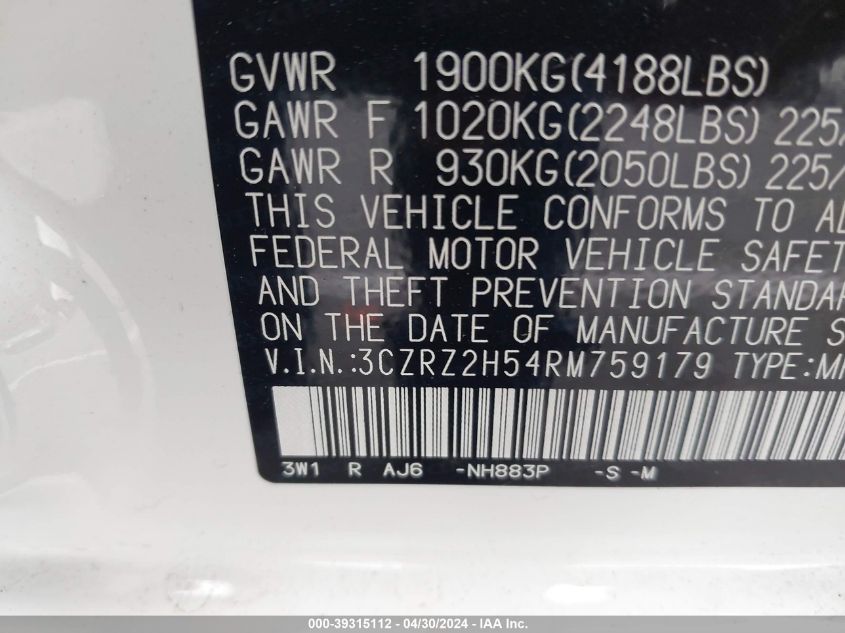 GVWR 1900KG(4188LBS)
GAWR F 1020KG(2248LBS) 225/
GAWR R 930KG(2050LBS) 225/
THIS VEHICLE CONFORMS TO AL
FEDERAL MOTOR VEHICLE SAFET
AND THEFT PREVENTION STANDAR
ON THE DATE OF MANUFACTURE S
V.I.N.:3CZRZ2H54RM759179 TYPE:M
3W1 R AJ6 -NH883P -S -M
000-39315112 - 04/30/2024 - IAA Inc.